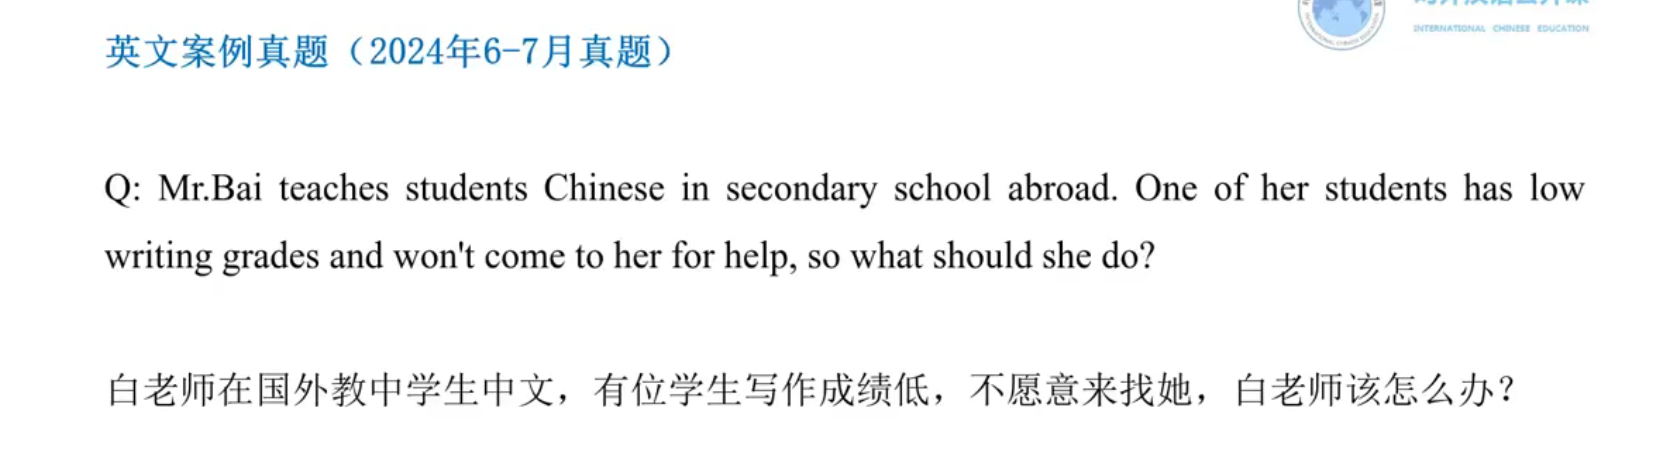 INTERNATIONAL CHINESE EDUCATION
英文案例真题（2024年6-7月真题）
Q: Mr.Bai teaches students Chinese in secondary school abroad. One of her students has low
writing grades and won't come to her for help, so what should she do?
白老师在国外教中学生中文，有位学生写作成绩低，不愿意来找她，白老师该怎么办？